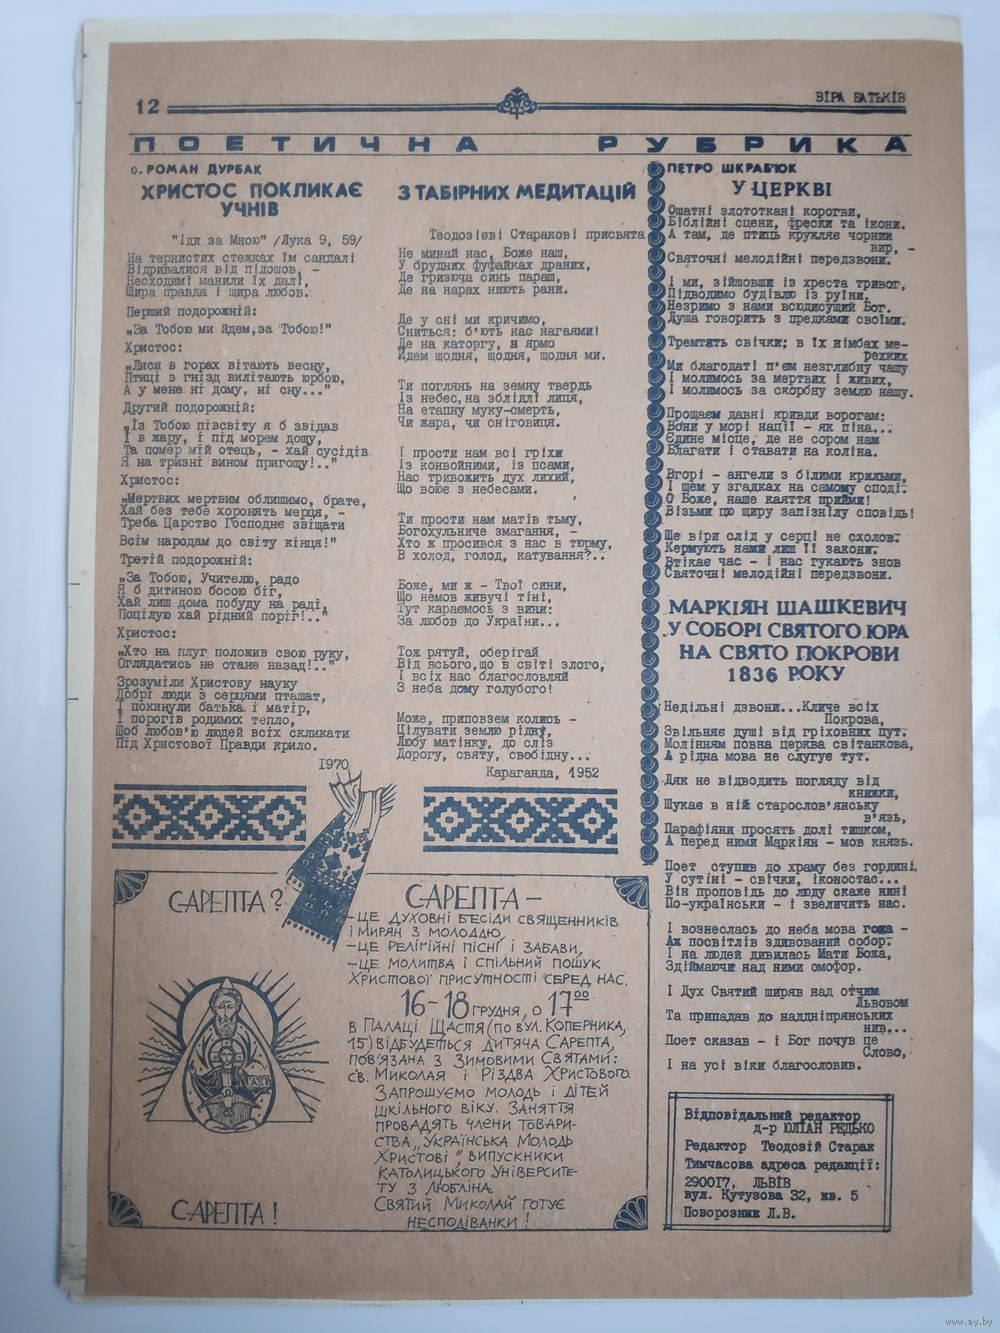 12
ВІРА БАТЬКІВ
ПОЕТИЧНА РУБРИКА
о. РОМАН ДУРБАК
ХРИСТОС ПОКЛИКАЄ
УЧНІВ
"Іди за Мною" /Лука 9, 59/
На тернистих стежках їм сандалі
Відривалися від підошов, –
Несходимі манили їх далі,
Щира правда і щира любов.
Перший подорожній:
„За Тобою ми йдем,за Тобою!"
Христос:
„Лиси в горах вітають весну,
Птиці з гнізд вилітають юрбою,
А у мене ні дому, ні сну..."
Другий подорожній:
„Із Тобою півсвіту я б звідав
І в жару, і під морем дощу,
Та помер мій отець, – хай сусідів
Я на тризні вином пригощу!.."
Христос:
„Мертвих мертвим облишимо, брате,
Хай без тебе хоронять мерця, –
Треба Царство Господнє звіщати
Всім народам до світу кінця!"
Третій подорожній:
„За Тобою, Учителю, радо
Я б дитиною босою біг,
Хай лиш дома побуду на раді,
Поцілую хай рідний поріг!.."
Христос:
„Хто на плуг положив свою руку,
Оглядатись не стане назад!.."
Зрозуміли Христову науку
Добрі люди з серцями пташат,
І покинули батька і матір,
І порогів родимих тепло,
Щоб Любов'ю людей всіх скликати
Під Христової Правди крило.
1970
З ТАБІРНИХ МЕДИТАЦІЙ
Теодозієві Старакові присвята
Не минай нас, Боже наш,
У брудних фуфайках драних,
Де гризюча синь параш,
Де на нарах ниють рани.
Де у сні ми кричимо,
Сниться: б'ють нас нагаями!
Де на каторгу, в ярмо
Йдем щодня, щодня, щодня ми.
Ти поглянь на земну твердь
Із небес,на зблідлі лиця,
На етапну муку-смерть,
Чи жара, чи сніговиця.
І прости нам всі гріхи
Із конвойними, із псами,
Нас тривожить дух лихий,
Що воює з небесами.
Ти прости нам матів тьму,
Богохульниче змагання,
Хто ж просився з нас в тюрму,
В холод, голод, катування?..
Боже, ми ж – Твої сини,
Що немов живучі тіні,
Тут караємось з вини:
За любов до України...
Тож рятуй, оберігай
Від всього,що в світі злого,
І всіх нас благословляй
З неба дому голубого!
Може, приповзем колись –
Цілувати землю рідну,
Любу матінку, до сліз
Дорогу, святу, свобідну...
Караганда, 1952
ПЕТРО ШКРАБ'ЮК
У ЦЕРКВІ
Ошатні злототкані корогви,
Біблійні сцени, фрески та ікони.
А там, де птиць кружляє чорний
вир, –
Святочні мелодійні передзвони.
І ми, зійшовши із хреста тривог,
Підводимо будівлю із руїни.
Незримо з нами всюдисущий Бог.
Душа говорить з предками своїми.
Тремтять свічки; в їх німбах ме-
рехких
Ми благодаті п'єм незглибну чашу
І молимось за мертвих і живих,
І молимось за скорбну землю нашу.
Прощаєм давні кривди ворогам:
Вони у морі нації – як піна...
Єдине місце, де не сором нам
Благати і ставати на коліна.
Вгорі – ангели з білими крильми,
І щем у згадках на самому споді.
О Боже, наше каяття прийми!
Візьми цю щиру запізнілу сповідь!
Ще віри слід у серці не схолов.
Кермують нами лиш її закони.
Втікає час – і нас гукають знов
Святочні мелодійні передзвони.
МАРКІЯН ШАШКЕВИЧ
У СОБОРІ СВЯТОГО ЮРА
НА СВЯТО ПОКРОВИ
1836 РОКУ
Недільні дзвони...Кличе всіх
Покрова,
Звільняє душі від гріховних пут.
Молінням повна церква світанкова,
А рідна мова не слугує тут.
Дяк не відводить погляду від
книжки,
Шукає в ній старослов'янську
в'язь,
Парафіяни просять долі тишком,
А перед ними Маркіян – мов князь.
Поет ступив до храму без гордині.
У сутіні – свічки, іконостас...
Він проповідь до люду скаже нині
По-українськи – і звеличить нас.
І вознеслась до неба мова –
Аж посвітлів здивований собор.
І на людей дивилась Мати Божа,
Здіймаючи над ними омофор.
І Дух Святий ширяв над отчим
Львовом
Та припадав до наддніпрянських
нив...
Поет сказав – і Бог почув це
Слово,
І на усі віки благословив.
САРЕПТА?
САРЕПТА –
– ЦЕ ДУХОВНІ БЕСІДИ СВЯЩЕННИКІВ
І МИРЯН З МОЛОДДЮ,
– ЦЕ РЕЛІГІЙНІ ПІСНІ І ЗАБАВИ,
– ЦЕ МОЛИТВА І СПІЛЬНИЙ ПОШУК
ХРИСТОВОЇ ПРИСУТНОСТІ СЕРЕД НАС.
16–18 ГРУДНЯ, О 17⁰⁰
В ПАЛАЦІ ЩАСТЯ (ПО ВУЛ. КОПЕРНИКА,
15) ВІДБУДЕТЬСЯ ДИТЯЧА САРЕПТА,
ПОВ'ЯЗАНА З ЗИМОВИМИ СВЯТАМИ:
СВ. МИКОЛАЯ І РІЗДВА ХРИСТОВОГО.
ЗАПРОШУЄМО МОЛОДЬ І ДІТЕЙ
ШКІЛЬНОГО ВІКУ. ЗАНЯТТЯ
ПРОВАДЯТЬ ЧЛЕНИ ТОВАРИ-
СТВА „УКРАЇНСЬКА МОЛОДЬ
ХРИСТОВІ", ВИПУСКНИКИ
КАТОЛИЦЬКОГО УНІВЕРСИТЕ-
ТУ З ЛЮБЛІНА.
СВЯТИЙ МИКОЛАЙ ГОТУЄ
НЕСПОДІВАНКИ!
САРЕПТА!
Відповідальний редактор
д-р ЮЛІАН РЕДЬКО
Редактор Теодозій Старак
Тимчасова адреса редакції:
290017, ЛЬВІВ
вул. Кутузова 32, кв. 5
Поворозник Л.В.
www.ay.by